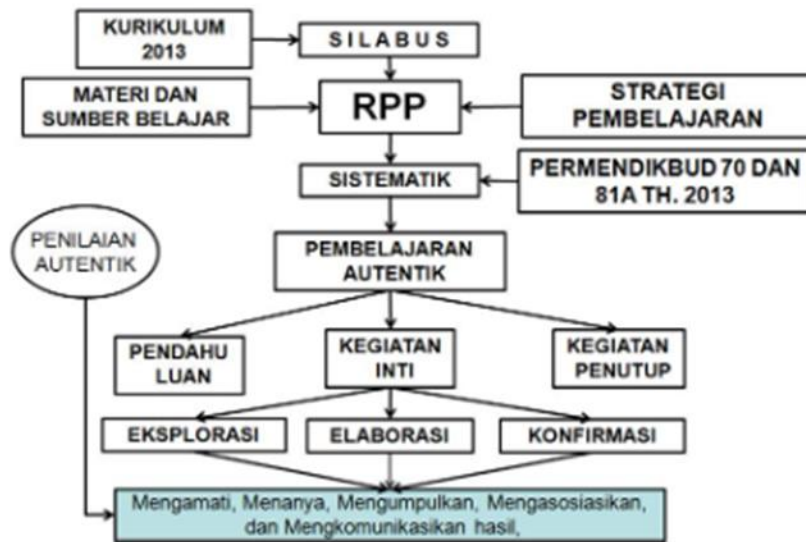 KURIKULUM
2013
S I L A B U S
MATERI DAN
SUMBER BELAJAR
RPP
STRATEGI
PEMBELAJARAN
SISTEMATIK
PERMENDIKBUD 70 DAN
81A TH. 2013
PENILAIAN
AUTENTIK
PEMBELAJARAN
AUTENTIK
PENDAHU
LUAN
KEGIATAN
INTI
KEGIATAN
PENUTUP
EKSPLORASI
ELABORASI
KONFIRMASI
Mengamati, Menanya, Mengumpulkan, Mengasosiasikan,
dan Mengkomunikasikan hasil,